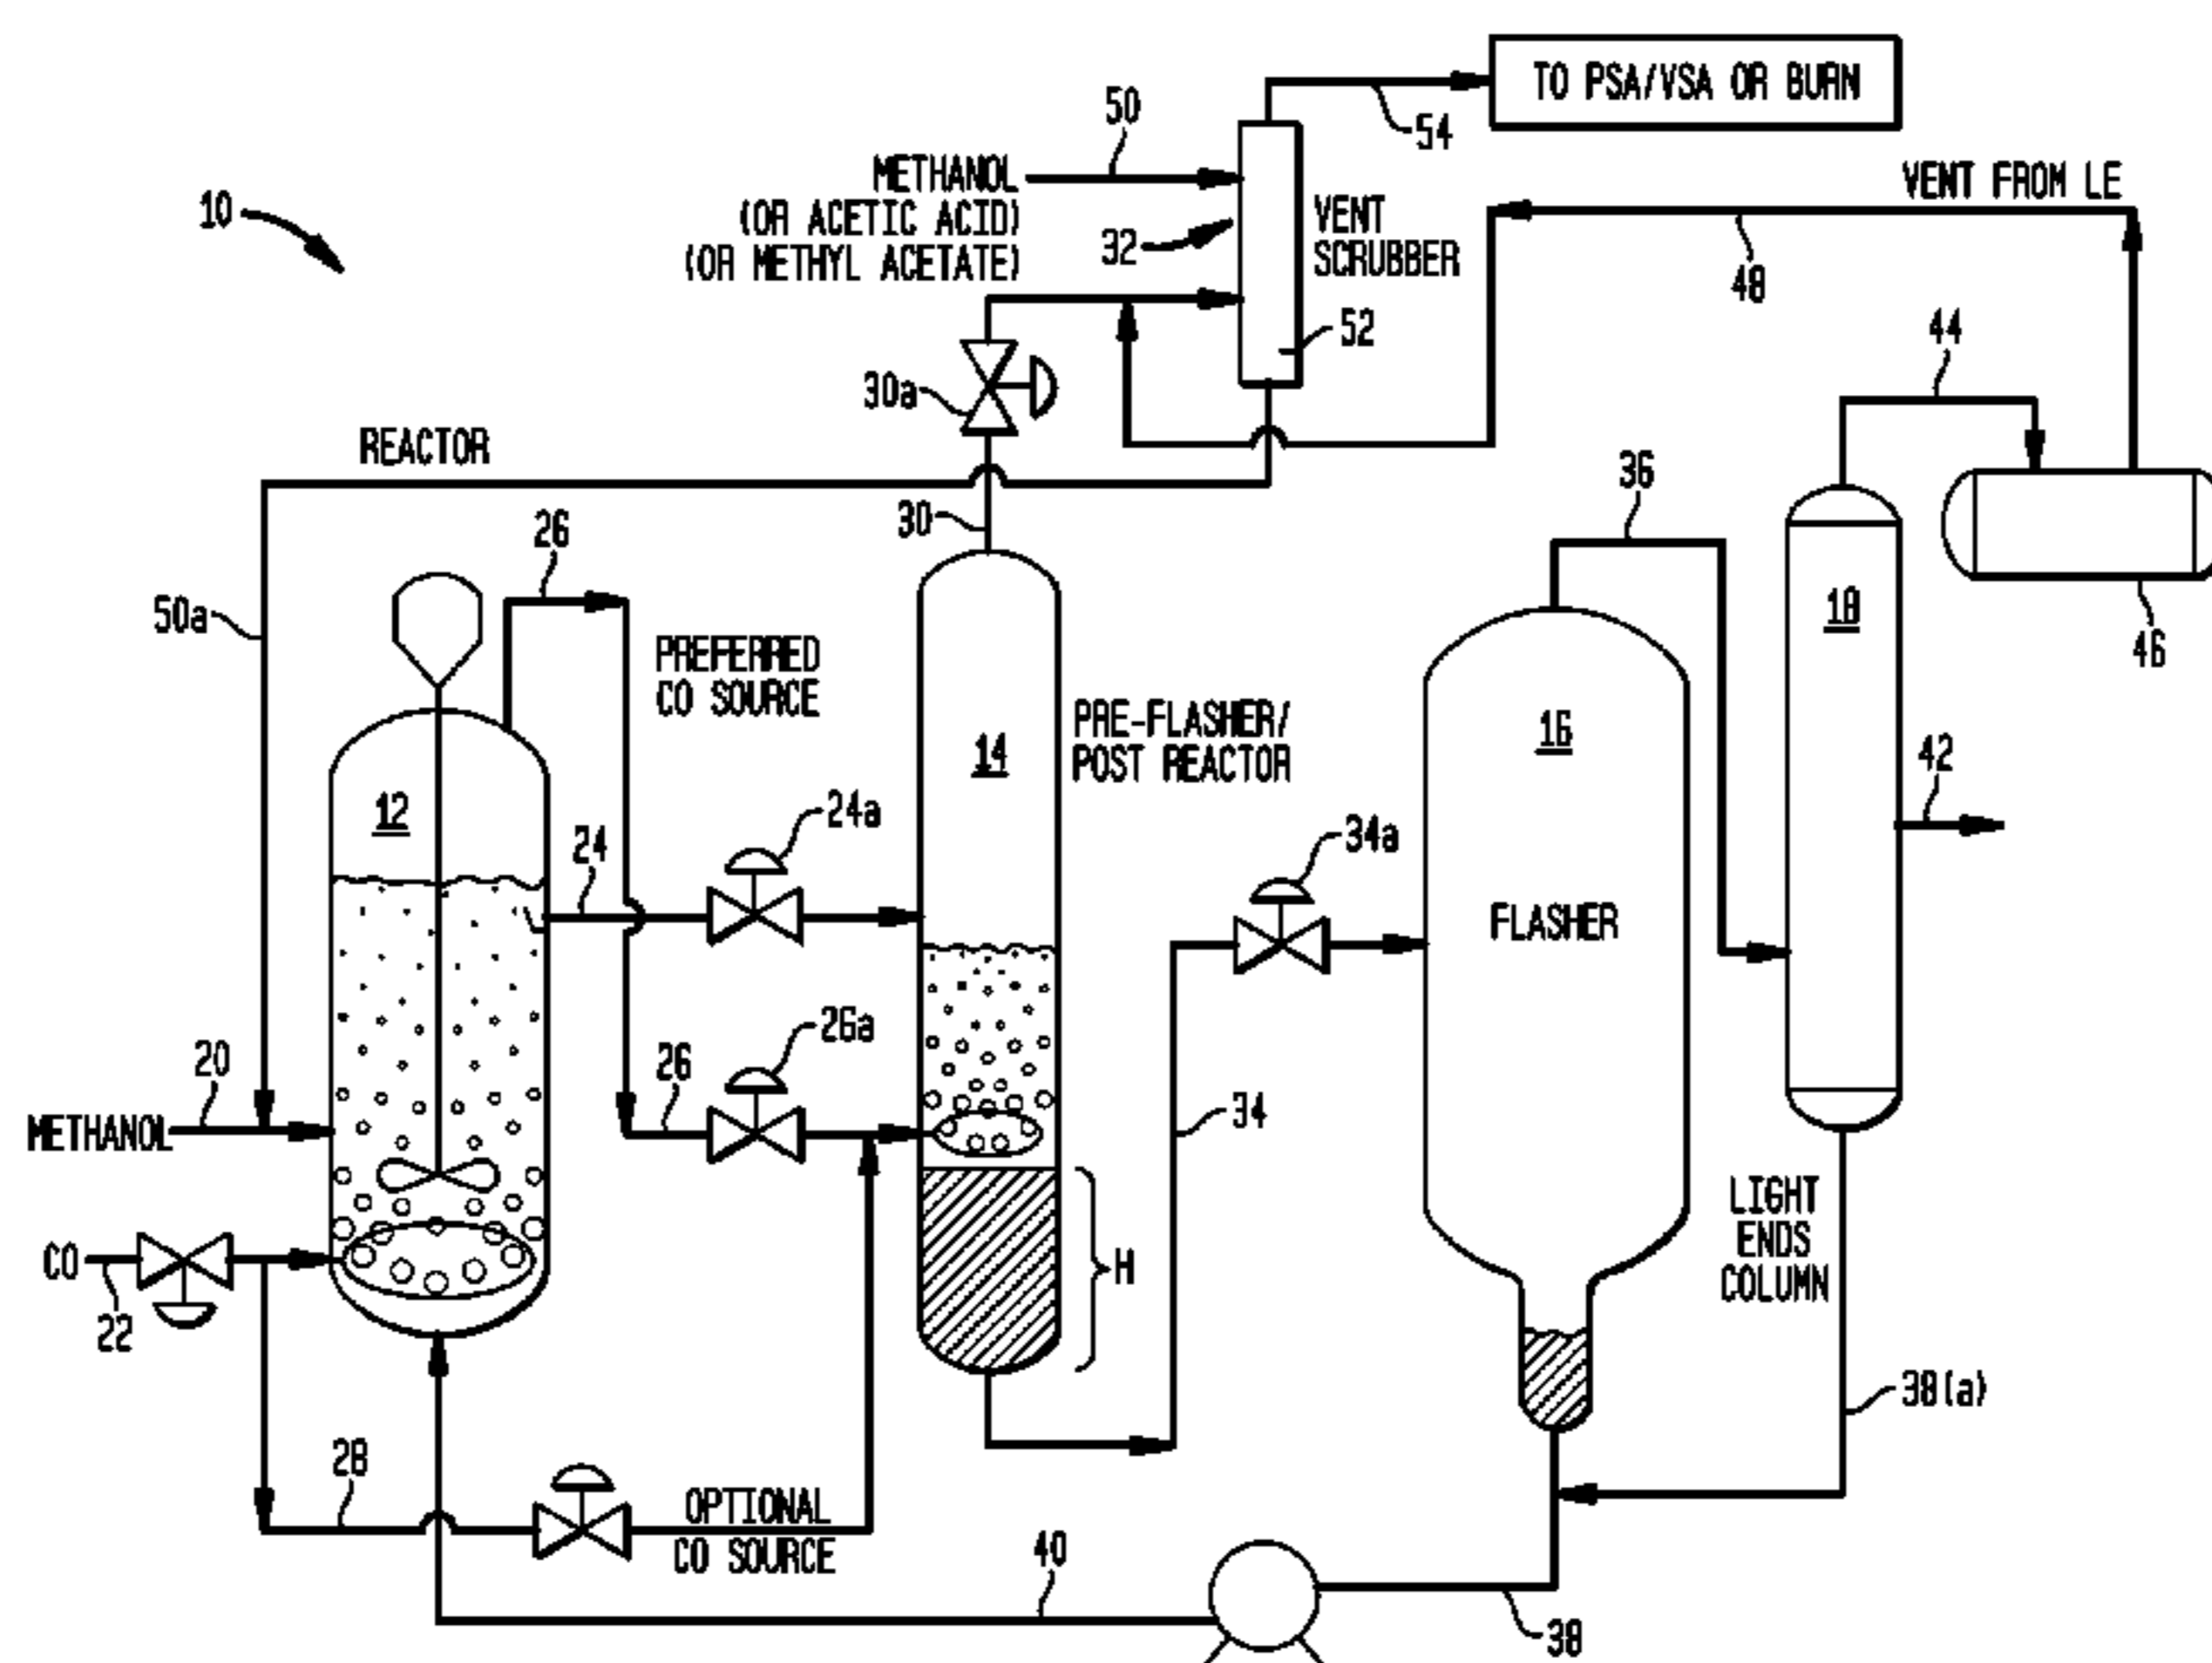 TO PSA/VSA OR BURN
50
54
METHANOL
(OR ACETIC ACID)
(OR METHYL ACETATE)
VENT FROM LE
10
32
VENT
SCRUBBER
48
52
44
30a
REACTOR
36
30
26
18
50a
46
PREFERRED
CO SOURCE
PRE-FLASHER/
POST REACTOR
14
16
42
12
24a
34a
24
FLASHER
26a
20
26
34
METHANOL
LIGHT
ENDS
COLUMN
CO
H
22
38(a)
28
OPTIONAL
CO SOURCE
40
38